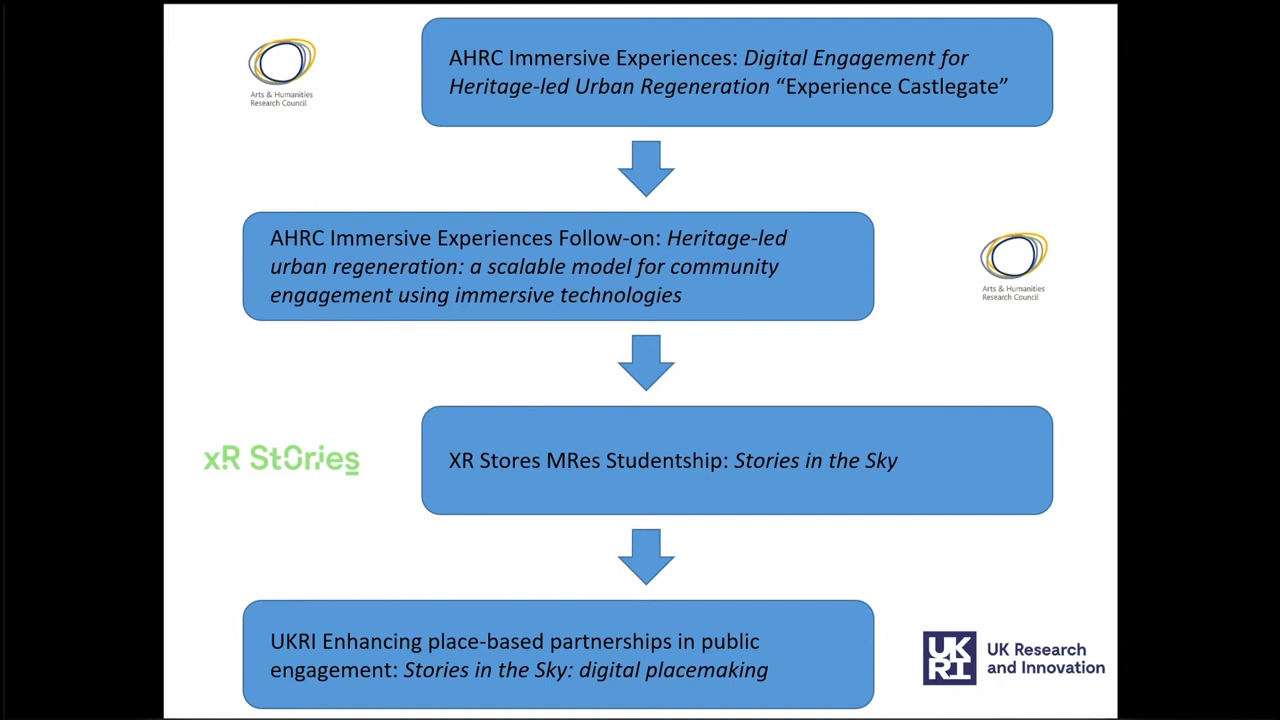 Arts & Humanities
Research Council
AHRC Immersive Experiences: Digital Engagement for
Heritage-led Urban Regeneration “Experience Castlegate”
AHRC Immersive Experiences Follow-on: Heritage-led
urban regeneration: a scalable model for community
engagement using immersive technologies
Arts & Humanities
Research Council
xR StOries
XR Stores MRes Studentship: Stories in the Sky
UKRI Enhancing place-based partnerships in public
engagement: Stories in the Sky: digital placemaking
UK
RI
UK Research
and Innovation